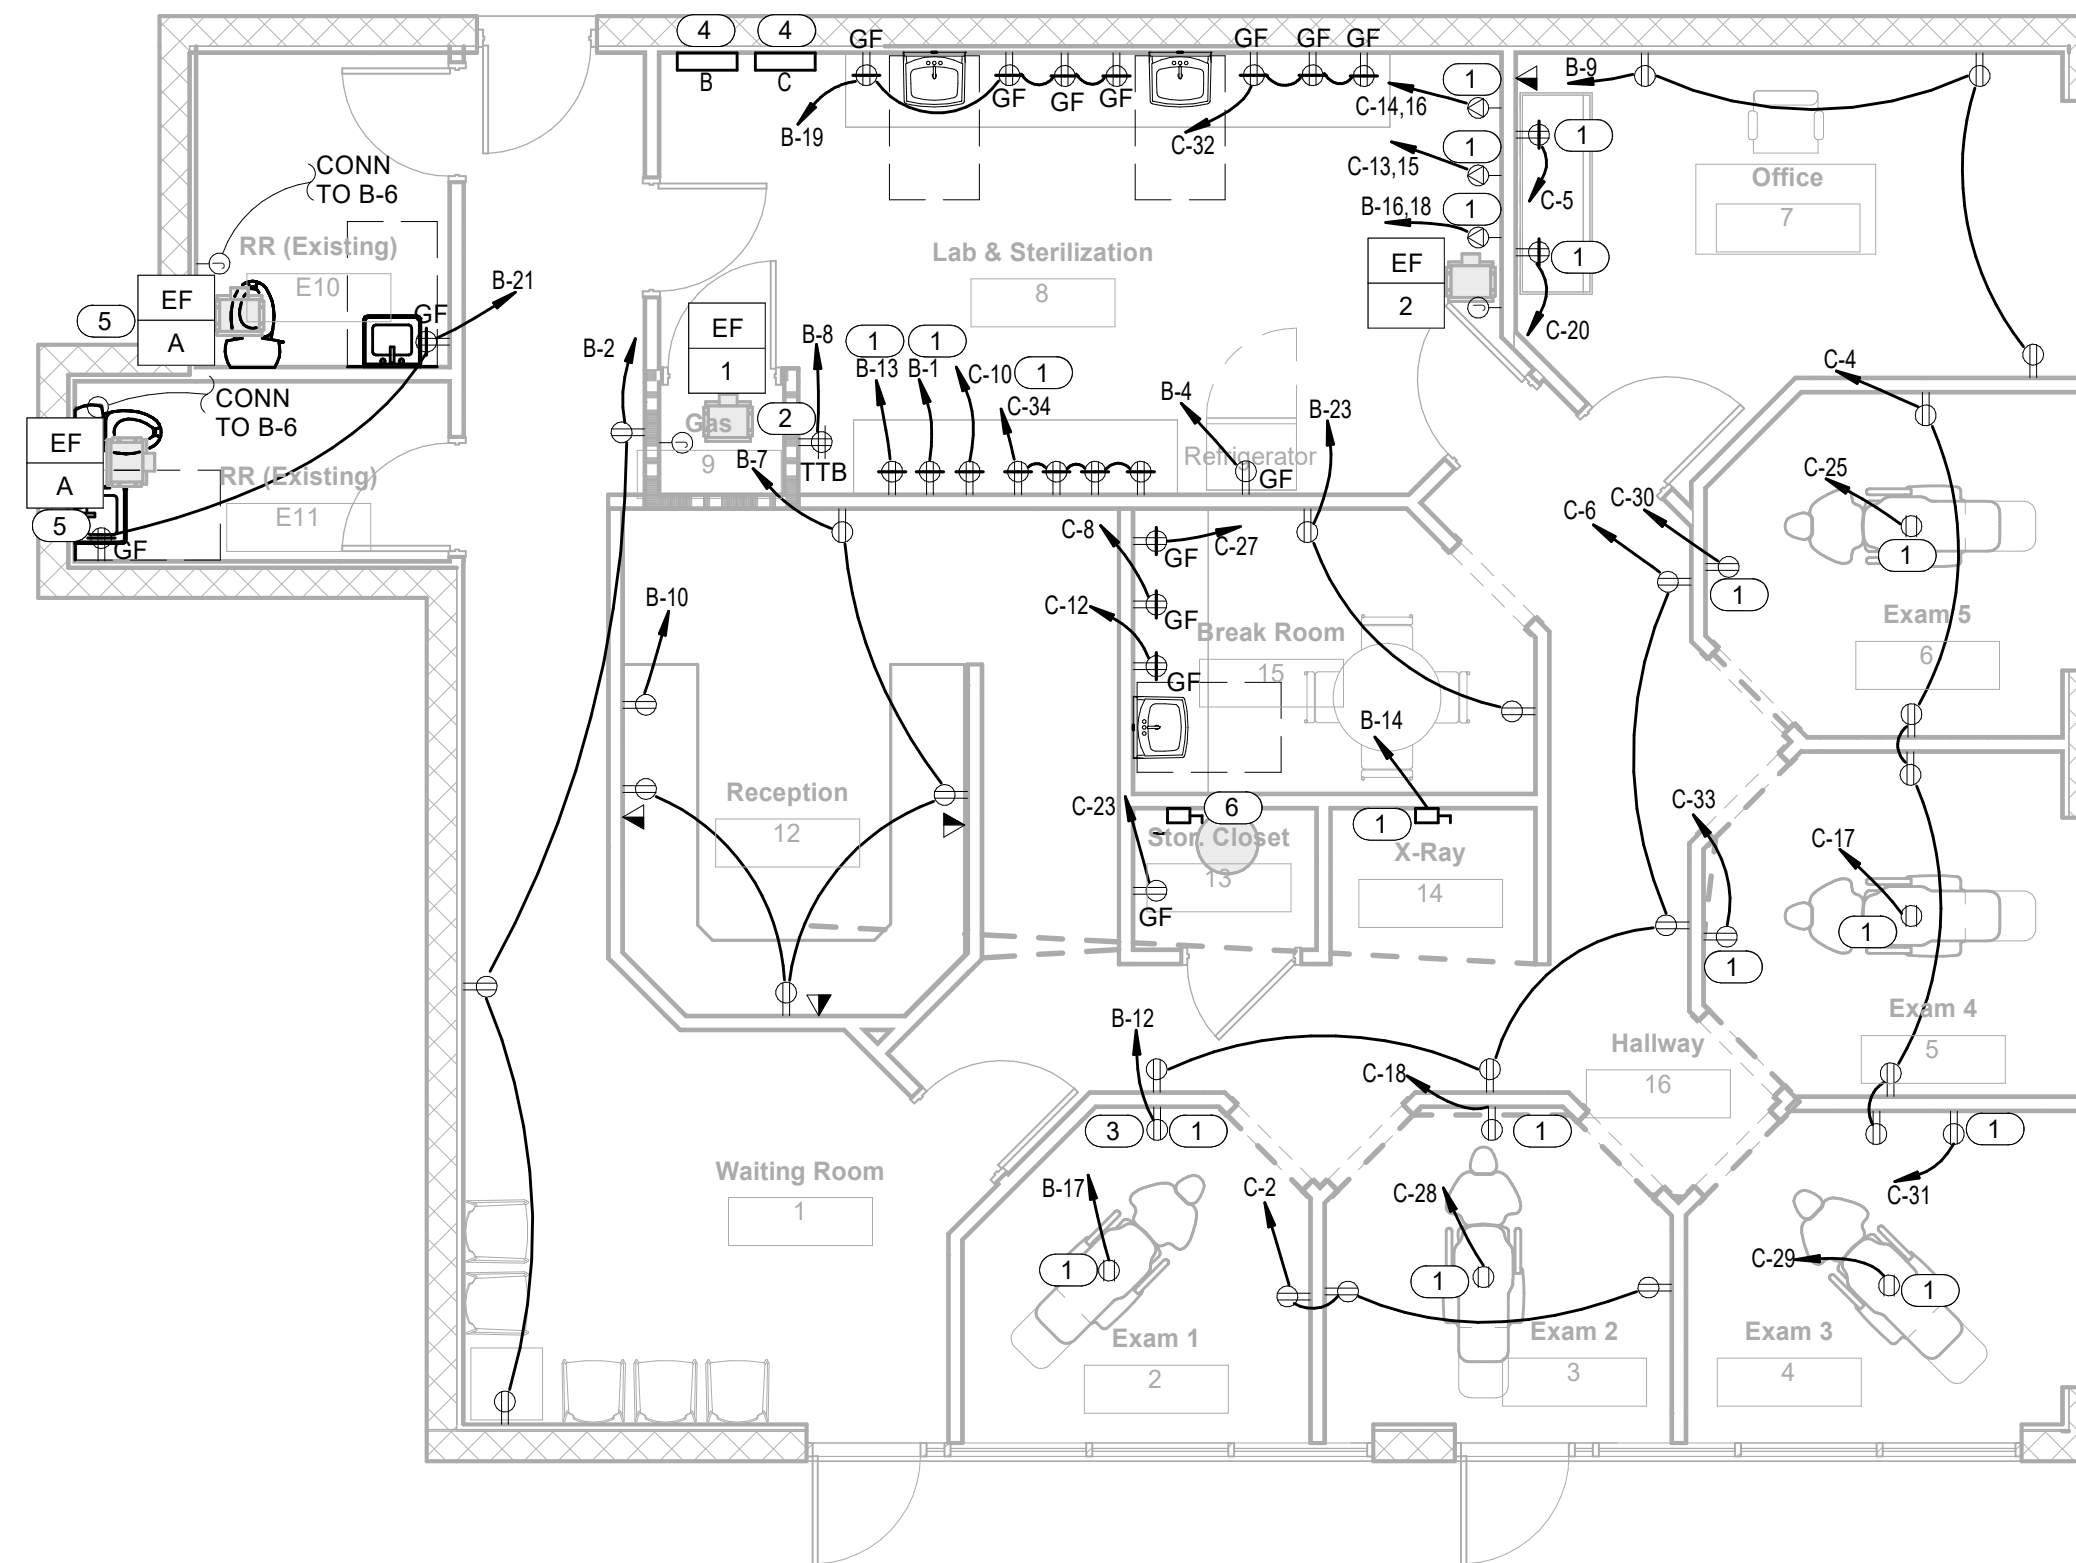 4
4
GF
GF
GF
GF
B
C
GF
GF
GF
B-19
C-32
1
C-14,16
1
C-13,15
1
B-16,18
B-9
1
C-5
1
C-20
Office
7
CONN
TO B-6
RR (Existing)
E10
EF
A
5
GF
B-21
Lab & Sterilization
8
EF
2
CONN
TO B-6
EF
A
5
GF
RR (Existing)
E11
B-2
EF
1
Gas
9
2
B-8
TTB
B-7
1
B-13
1
B-1
C-10
1
C-34
B-4
Refrigerator
GF
B-23
C-4
C-25
1
C-30
1
C-6
Exam 5
6
B-10
C-8
GF
C-27
C-12
GF
GF
Break Room
15
B-14
Reception
12
C-23
6
Stor. Closet
13
GF
1
X-Ray
14
C-33
1
C-17
1
Exam 4
5
Hallway
16
B-12
3
1
C-18
1
1
C-31
Waiting Room
1
B-17
1
Exam 1
2
C-2
C-28
1
Exam 2
3
C-29
1
Exam 3
4